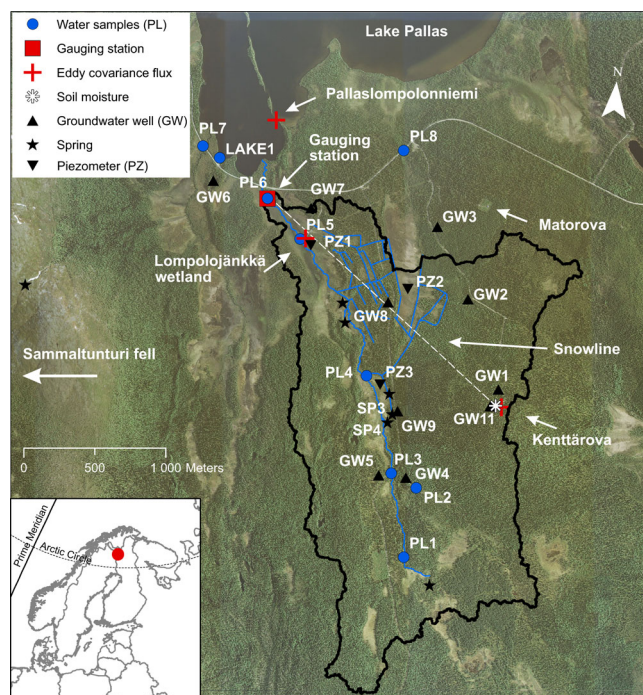 Water samples (PL)
Gauging station
Eddy covariance flux
Soil moisture
Groundwater well (GW)
Spring
Piezometer (PZ)
Lake Pallas
N
Pallaslompolonniemi
PL7
LAKE1
Gauging
station
PL8
PL6
GW6
GW7
PL5
GW3
Matorova
Lompolojänkkä
wetland
PZ1
PZ2
GW2
GW8
Snowline
Sammaltunturi fell
PL4
PZ3
GW1
SP3
GW11
SP4
GW9
Kenttärova
0 500 1 000 Meters
GW5
PL3
GW4
PL2
PL1
Prime Meridian
Arctic Circle